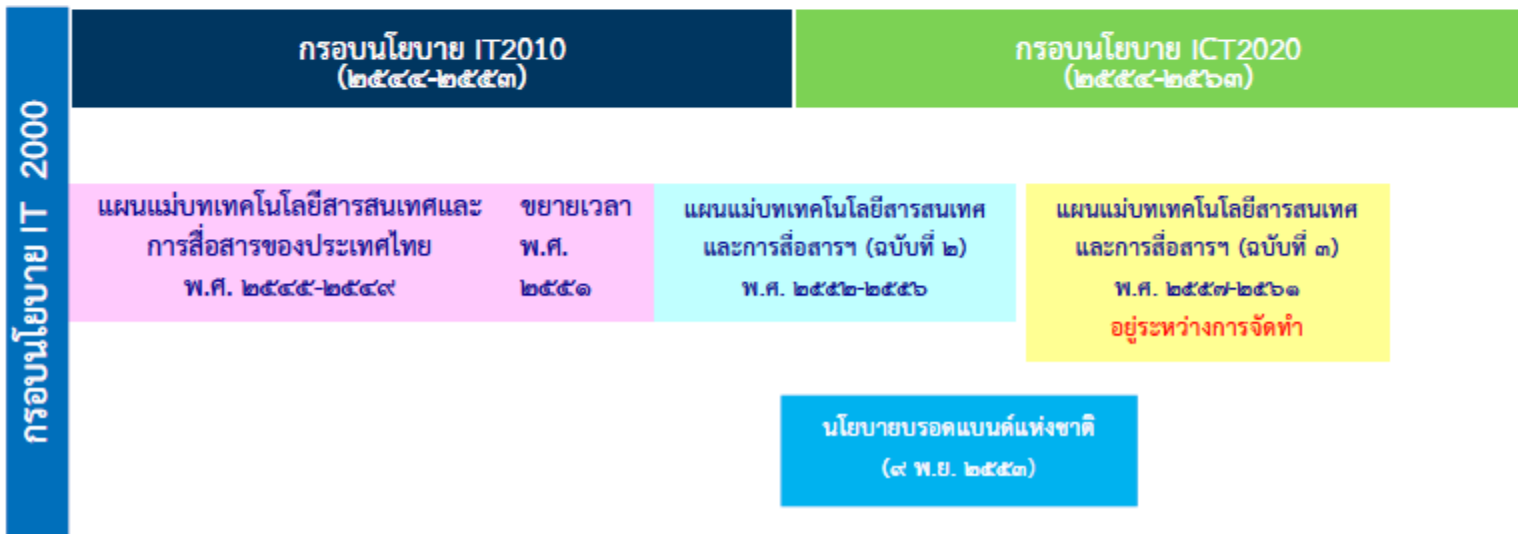 กรอบนโยบาย IT 2000
กรอบนโยบาย IT2010
(๒๕๔๔-๒๕๕๓)
กรอบนโยบาย ICT2020
(๒๕๕๔-๒๕๖๓)
แผนแม่บทเทคโนโลยีสารสนเทศและ
การสื่อสารของประเทศไทย
พ.ศ. ๒๕๔๕-๒๕๔๙
ขยายเวลา
พ.ศ.
๒๕๕๑
แผนแม่บทเทคโนโลยีสารสนเทศ
และการสื่อสารฯ (ฉบับที่ ๒)
พ.ศ. ๒๕๕๒-๒๕๕๖
แผนแม่บทเทคโนโลยีสารสนเทศ
และการสื่อสารฯ (ฉบับที่ ๓)
พ.ศ. ๒๕๕๗-๒๕๖๑
อยู่ระหว่างการจัดทำ
นโยบายบรอดแบนด์แห่งชาติ
(๙ พ.ย. ๒๕๕๓)